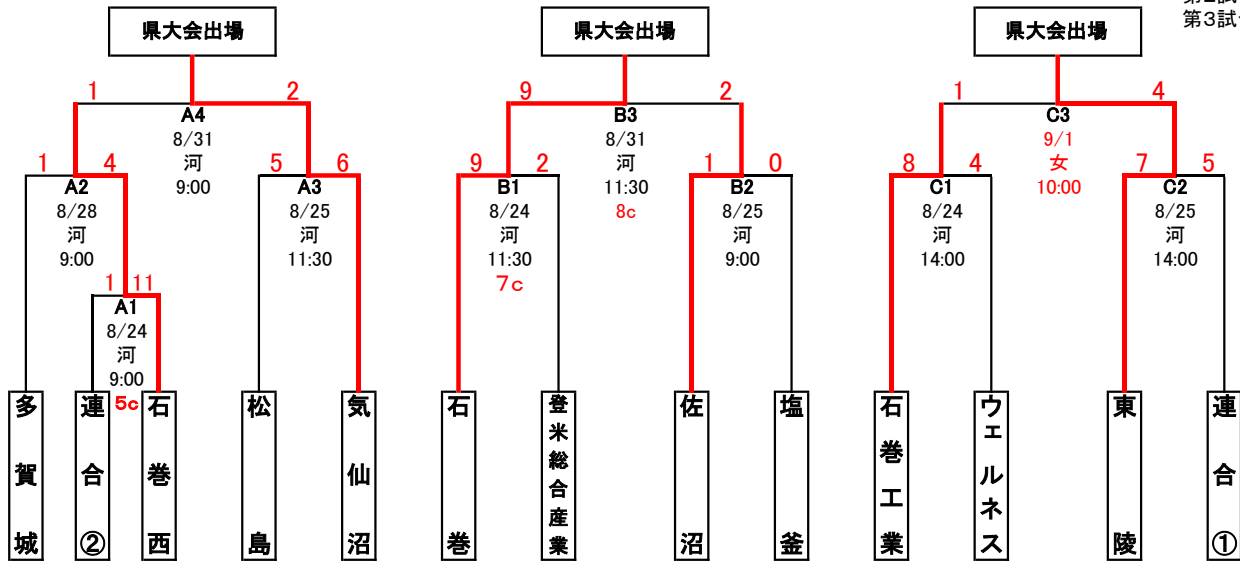 第3試
県大会出場
県大会出場
県大会出場
1 2
A4
8/31
河
9:00
9 2
B3
8/31
河
11:30
8c
1 4
C3
9/1
女
10:00
1 4
A2
8/28
河
9:00
5 6
A3
8/25
河
11:30
9 2
B1
8/24
河
11:30
7c
1 0
B2
8/25
河
9:00
8 4
C1
8/24
河
14:00
7 5
C2
8/25
河
14:00
1 11
A1
8/24
河
9:00
5c
多賀城
連合②
石巻西
松島
気仙沼
石巻
登米総合産業
佐沼
塩釜
石巻工業
ウェルネス
東陵
連合①